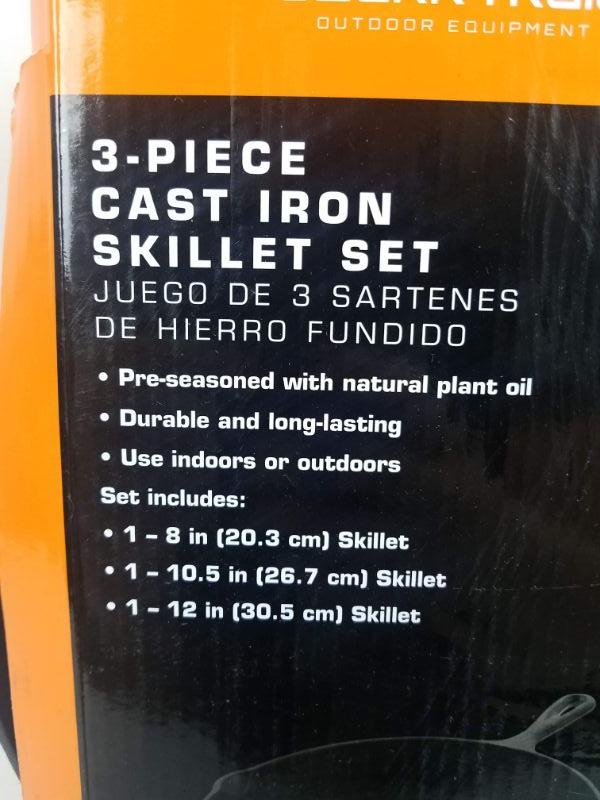 OUTDOOR EQUIPMENT
3-PIECE
CAST IRON
SKILLET SET
JUEGO DE 3 SARTENES
DE HIERRO FUNDIDO
• Pre-seasoned with natural plant oil
• Durable and long-lasting
• Use indoors or outdoors
Set includes:
• 1 – 8 in (20.3 cm) Skillet
• 1 – 10.5 in (26.7 cm) Skillet
• 1 – 12 in (30.5 cm) Skillet